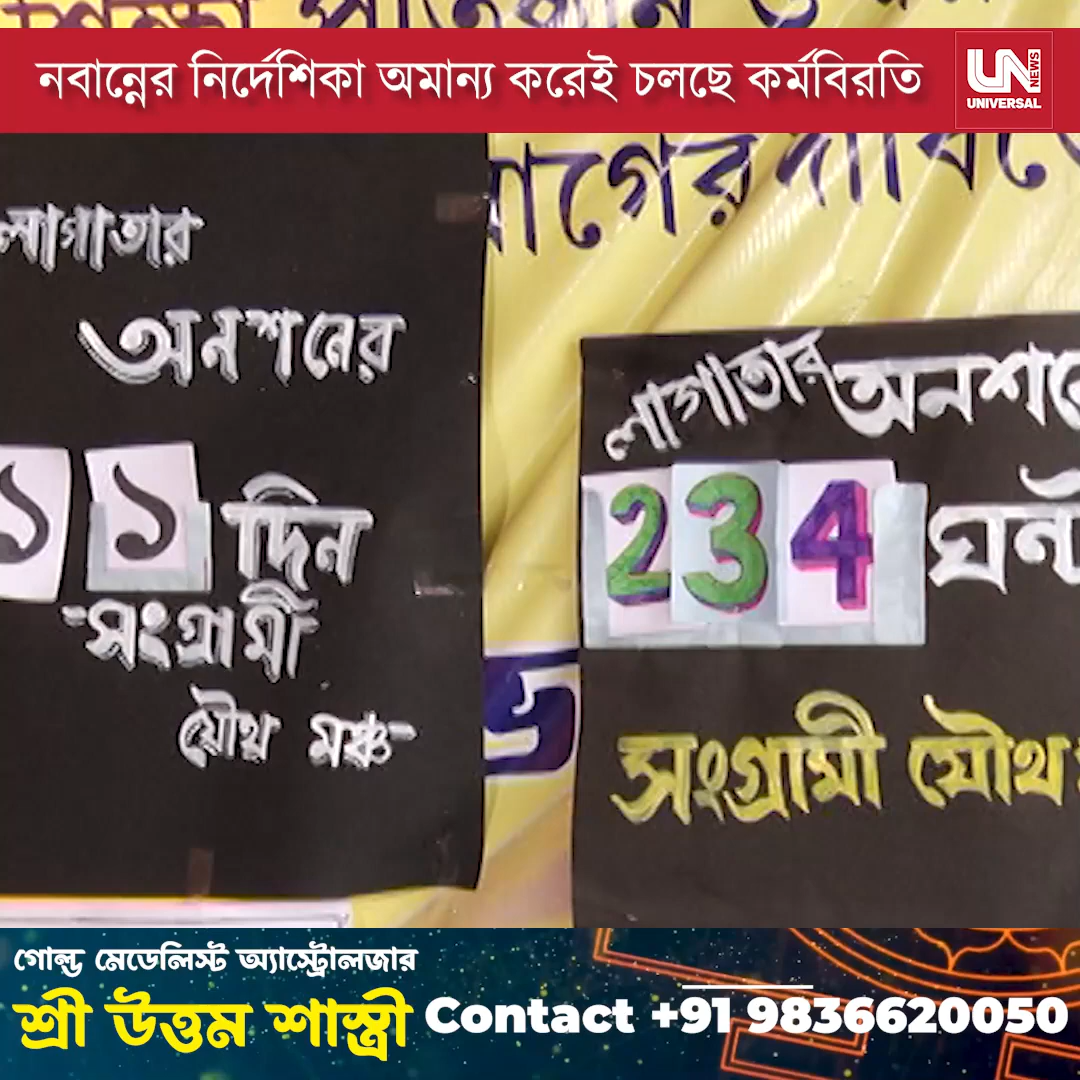 শিক্ষা প্রতিষ্ঠান ও
নবান্নের নির্দেশিকা অমান্য করেই চলছে কর্মবিরতি
UN NEWS
UNIVERSAL
লাগাতার
অনশনের
১১ দিন
সংগ্রামী
যৌথ মঞ্চ
লাগাতার
234
সংগ্রামী যৌথ
গোল্ড মেডেলিস্ট অ্যাস্ট্রোলজার
শ্রী উত্তম শাস্ত্রী
Contact +91 9836620050